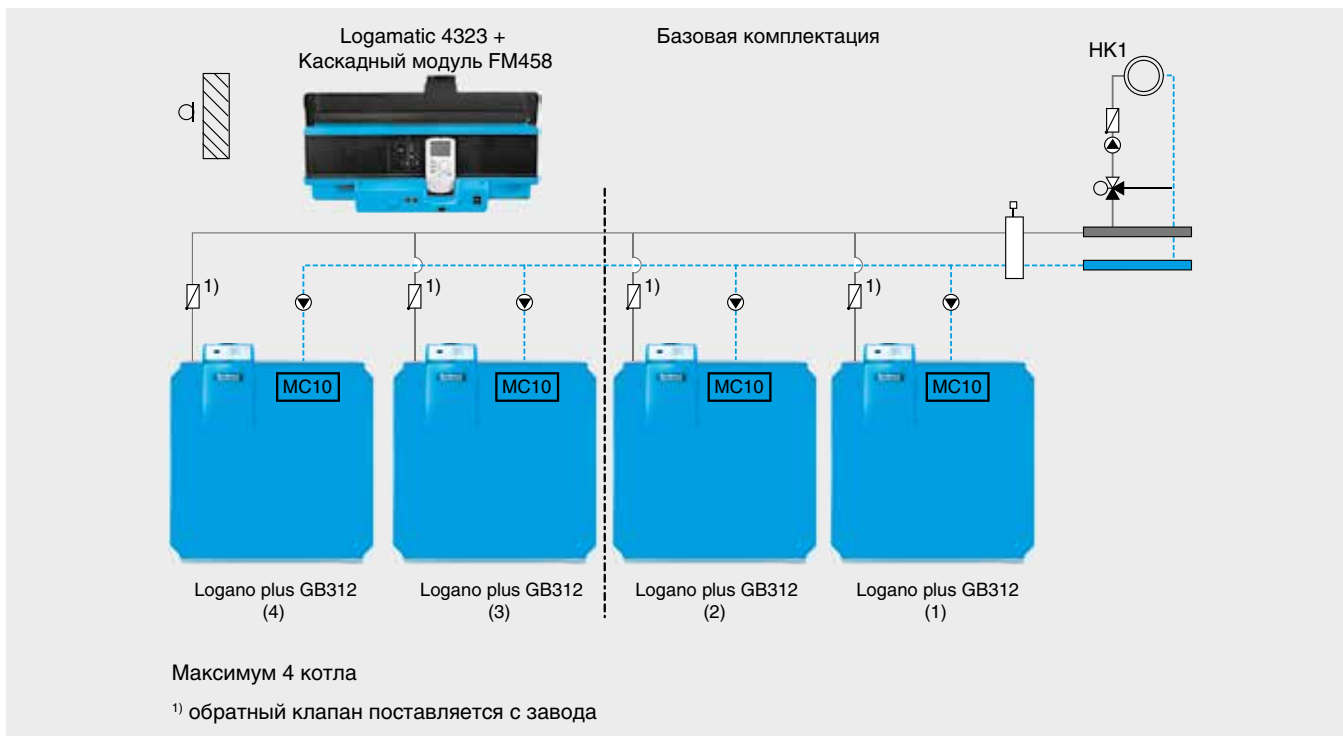 Logamatic 4323 +
Каскадный модуль FM458
Базовая комплектация
НК1
1)
1)
1)
1)
MC10
MC10
MC10
MC10
Logano plus GB312
(4)
Logano plus GB312
(3)
Logano plus GB312
(2)
Logano plus GB312
(1)
Максимум 4 котла
1) обратный клапан поставляется с завода